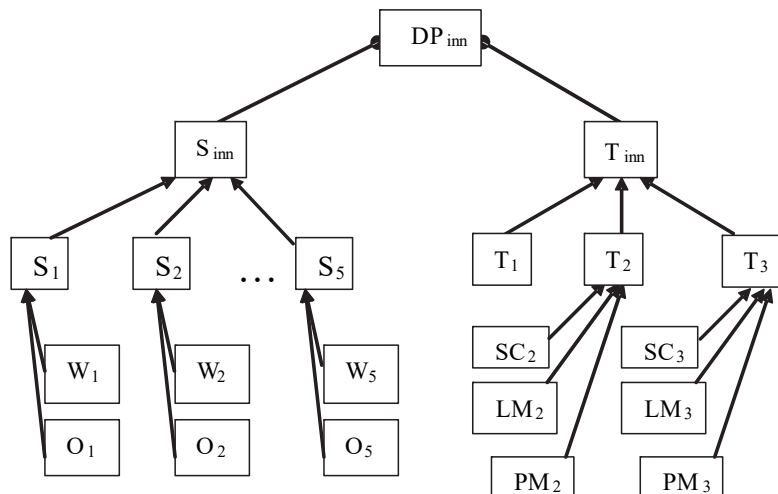 DP inn
S inn
T inn
S 1
S 2
...
S 5
T 1
T 2
T 3
W 1
W 2
W 5
SC 2
SC 3
LM 2
LM 3
O 1
O 2
O 5
PM 2
PM 3